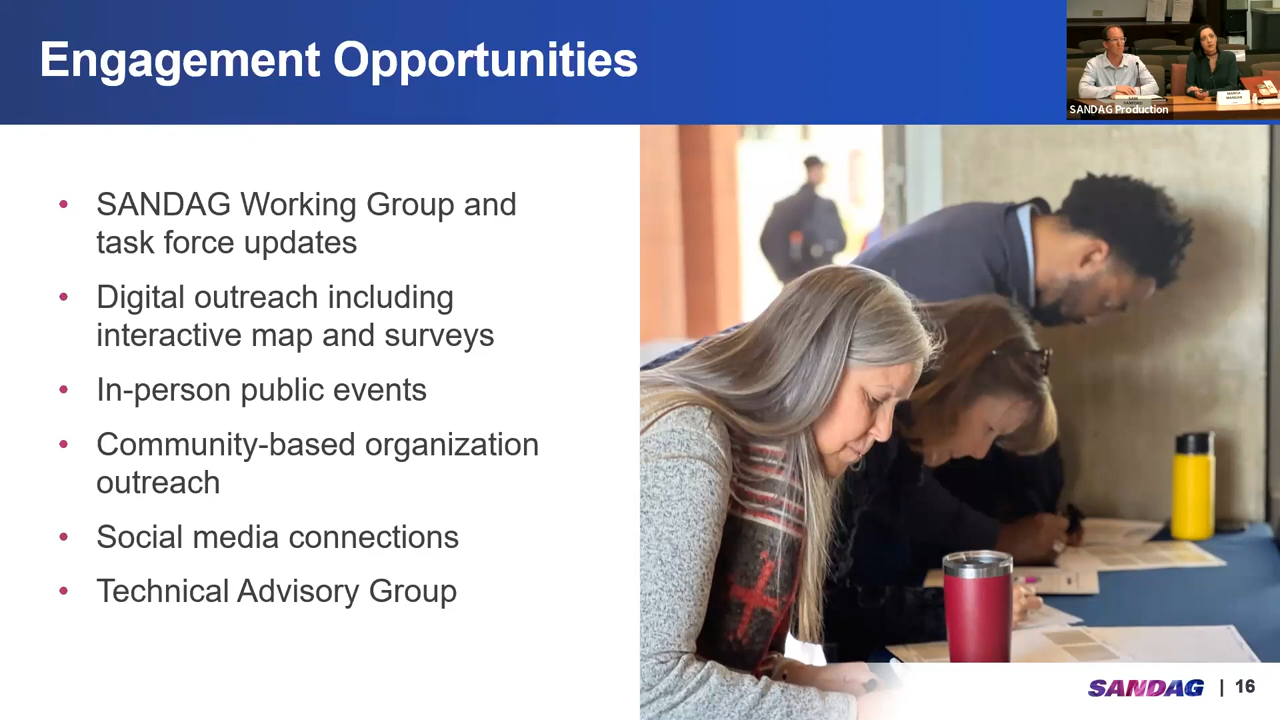 Engagement Opportunities
SANDAG Production
• SANDAG Working Group and
task force updates
• Digital outreach including
interactive map and surveys
• In-person public events
• Community-based organization
outreach
• Social media connections
• Technical Advisory Group
SANDAG | 16